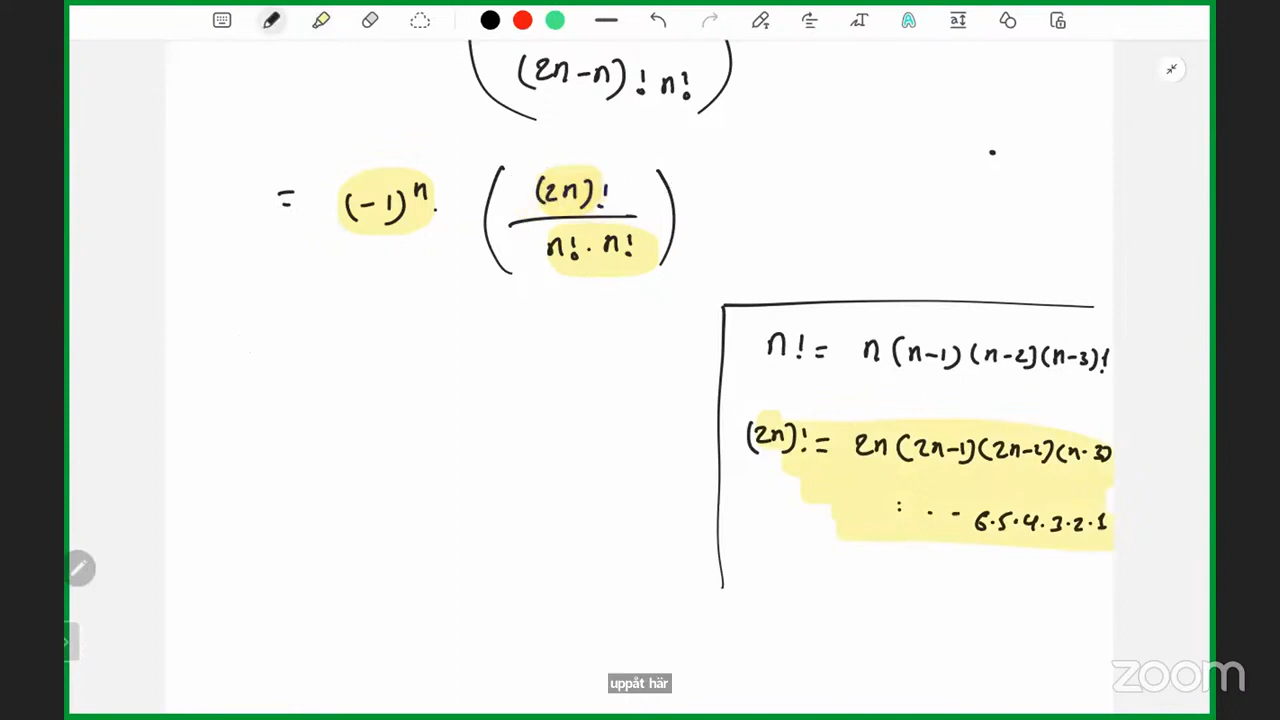 (2n-n)! n!
= (-1)^n · ( (2n)! / n! · n! )
n! = n(n-1)(n-2)(n-3)!
(2n)! = 2n(2n-1)(2n-2)(n-3)
: . - 6·5·4·3·2·1
uppåt här
zoom